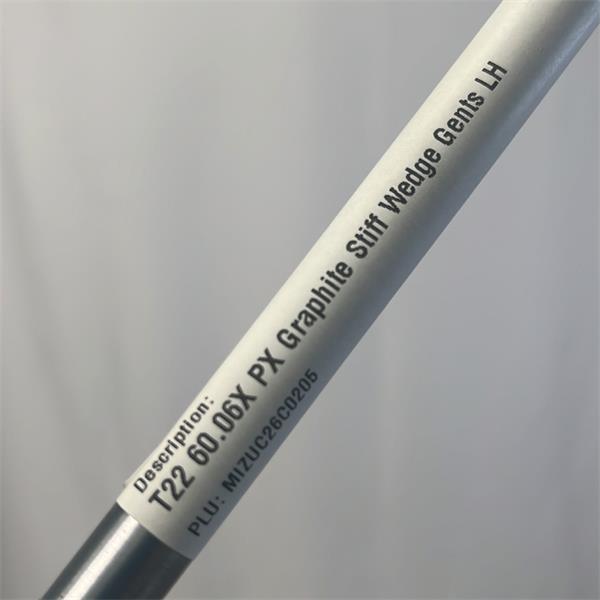 Description:
T22 60.06X PX Graphite Stiff Wedge Gents LH
PLU: MIZUC26C0205